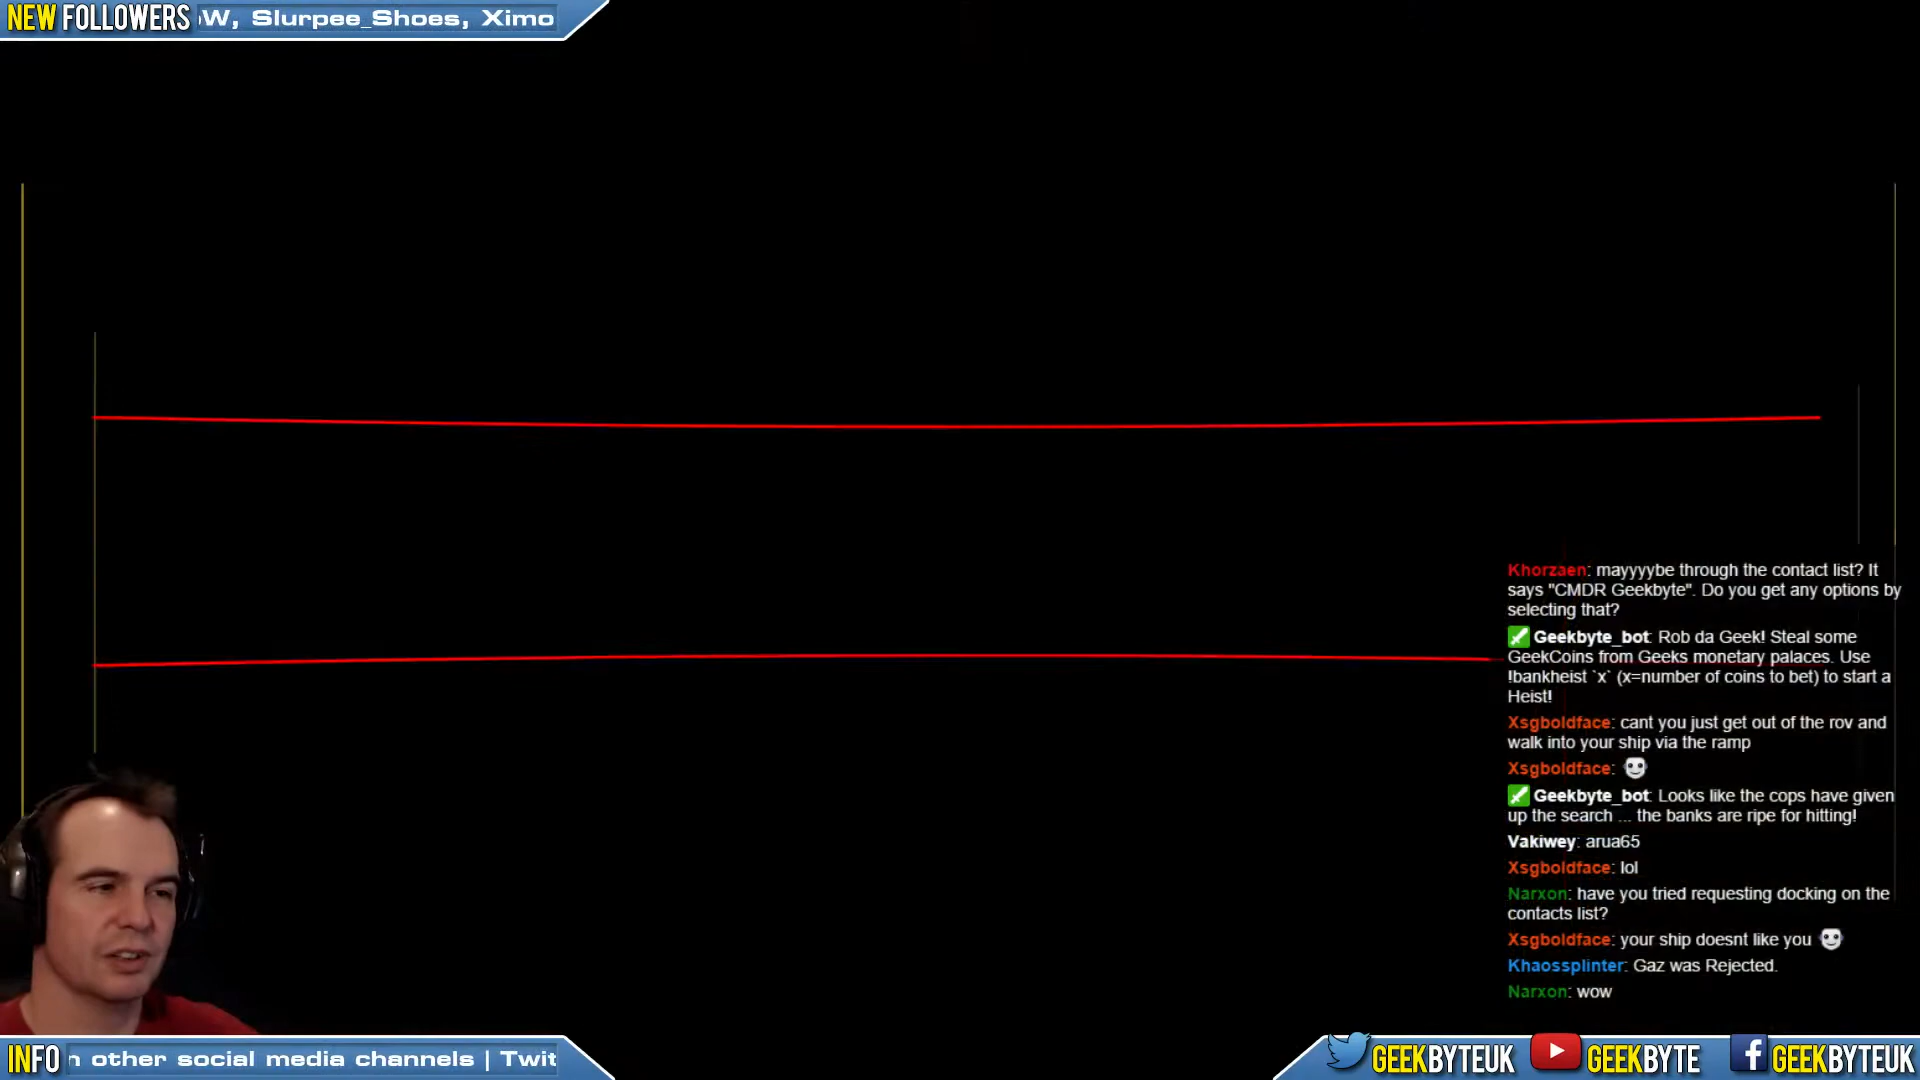 NEW FOLLOWERS
W, Slurpee_Shoes, Ximo
Khorzaen: mayyyybe through the contact list? It
says "CMDR Geekbyte". Do you get any options by
selecting that?
Geekbyte_bot: Rob da Geek! Steal some
GeekCoins from Geeks monetary palaces. Use
!bankheist `x` (x=number of coins to bet) to start a
Heist!
Xsgboldface: cant you just get out of the rov and
walk into your ship via the ramp
Xsgboldface:
Geekbyte_bot: Looks like the cops have given
up the search ... the banks are ripe for hitting!
Vakiwey: arua65
Xsgboldface: lol
Narxon: have you tried requesting docking on the
contacts list?
Xsgboldface: your ship doesnt like you
Khaossplinter: Gaz was Rejected.
Narxon: wow
INFO
n other social media channels | Twit
GEEKBYTEUK
GEEKBYTE
GEEKBYTEUK